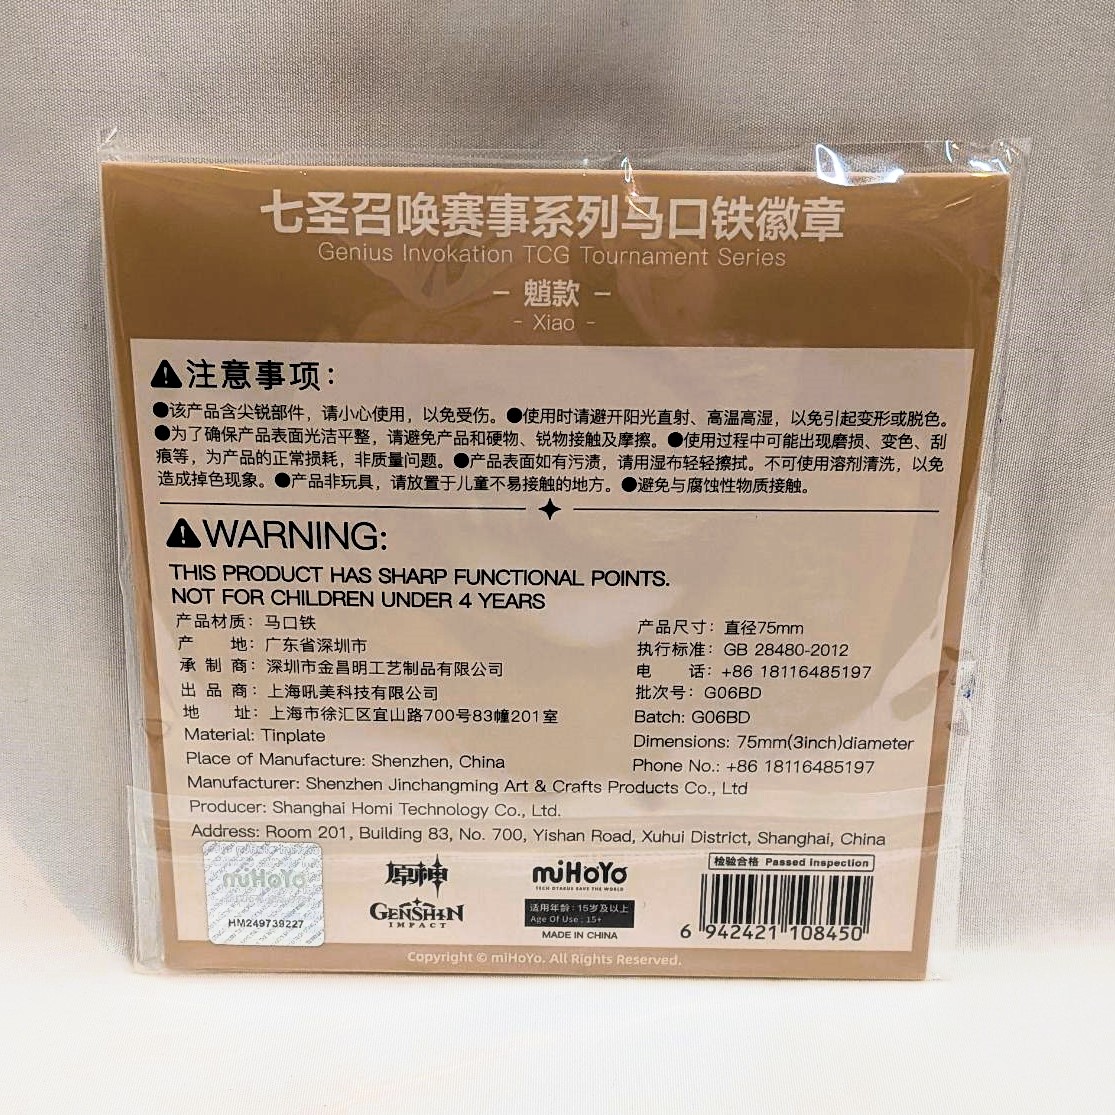 七圣召唤赛事系列马口铁徽章
Genius Invokation TCG Tournament Series
- 魈款 -
- Xiao -
注意事项：
●该产品含尖锐部件，请小心使用，以免受伤。●使用时请避开阳光直射、高温高湿，以免引起变形或脱色。
●为了确保产品表面光洁平整，请避免产品和硬物、锐物接触及摩擦。●使用过程中可能出现磨损、变色、刮
痕等，为产品的正常损耗，非质量问题。●产品表面如有污渍，请用湿布轻轻擦拭。不可使用溶剂清洗，以免
造成掉色现象。●产品非玩具，请放置于儿童不易接触的地方。●避免与腐蚀性物质接触。
WARNING:
THIS PRODUCT HAS SHARP FUNCTIONAL POINTS.
NOT FOR CHILDREN UNDER 4 YEARS
产品材质：马口铁
产 地：广东省深圳市
承 制 商：深圳市金昌明工艺制品有限公司
出 品 商：上海吼美科技有限公司
地 址：上海市徐汇区宜山路700号83幢201室
Material: Tinplate
Place of Manufacture: Shenzhen, China
Manufacturer: Shenzhen Jinchangming Art & Crafts Products Co., Ltd
Producer: Shanghai Homi Technology Co., Ltd.
Address: Room 201, Building 83, No. 700, Yishan Road, Xuhui District, Shanghai, China
产品尺寸：直径75mm
执行标准：GB 28480-2012
电 话：+86 18116485197
批次号：G06BD
Batch: G06BD
Dimensions: 75mm(3inch)diameter
Phone No.: +86 18116485197
miHoYo
HM249739227
原神
GENSHIN
IMPACT
miHoYo
TECH OTAKUS SAVE THE WORLD
适用年龄：15岁及以上
Age Of Use : 15+
MADE IN CHINA
检验合格 Passed Inspection
6 942421 108450
Copyright © miHoYo. All Rights Reserved.